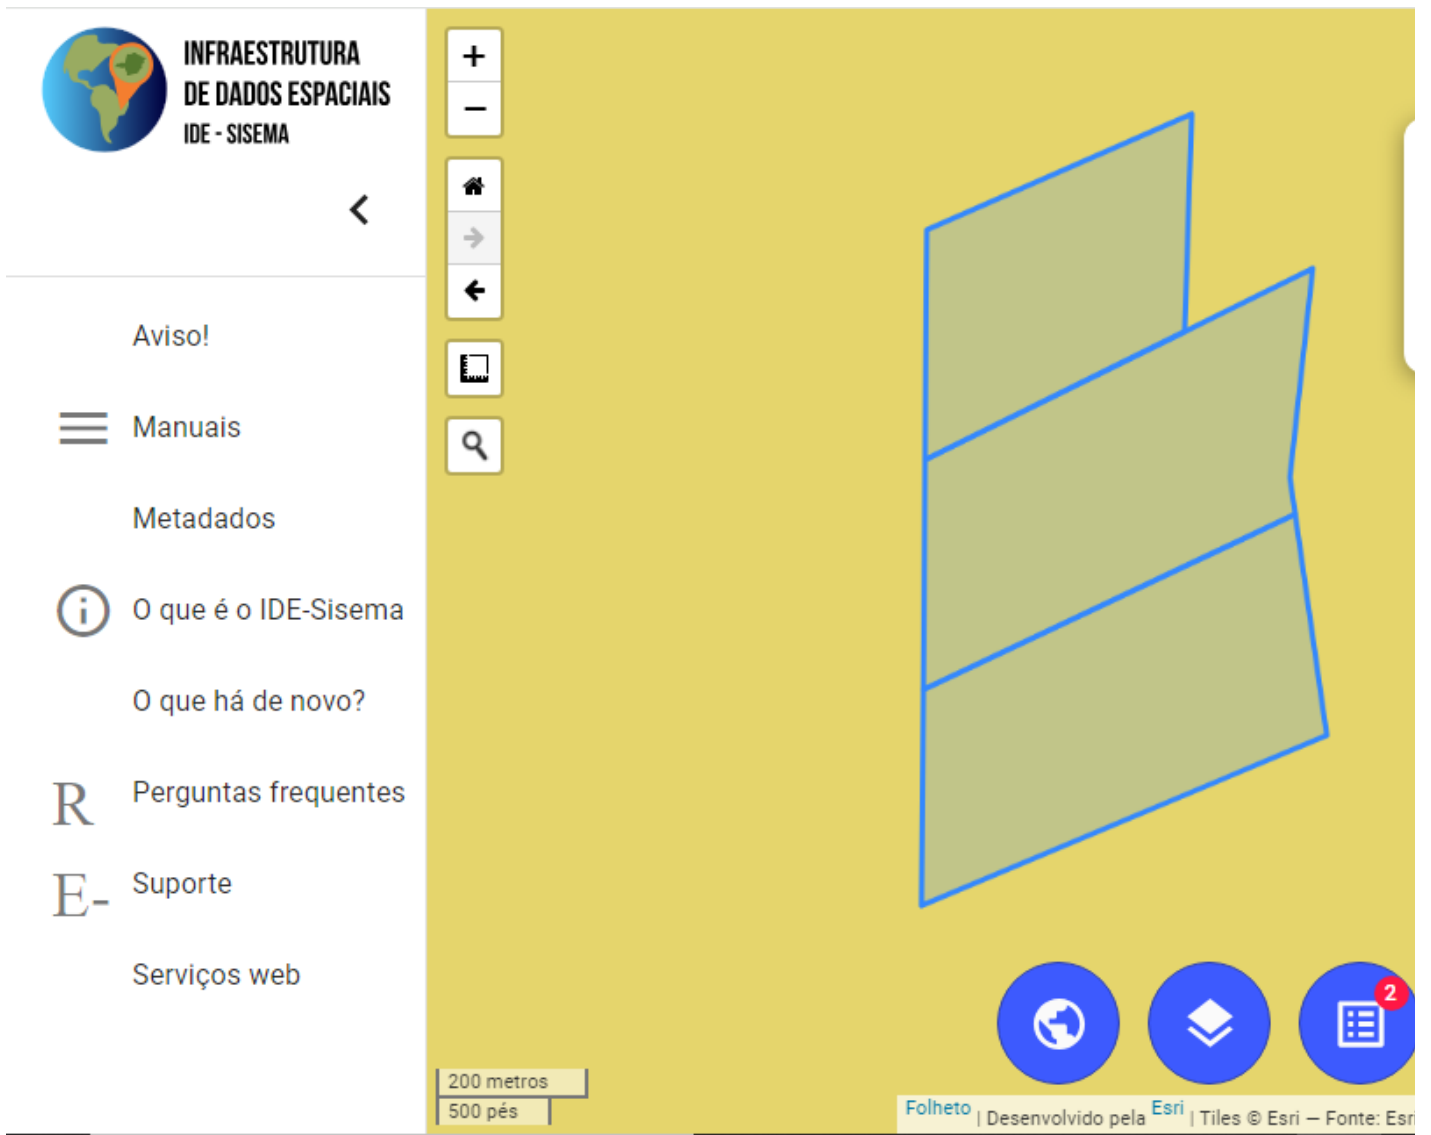 INFRAESTRUTURA
DE DADOS ESPACIAIS
IDE - SISEMA
Aviso!
Manuais
Metadados
O que é o IDE-Sisema
O que há de novo?
R
Perguntas frequentes
E-
Suporte
Serviços web
+
−
2
200 metros
500 pés
Folheto | Desenvolvido pela Esri | Tiles © Esri — Fonte: Esri